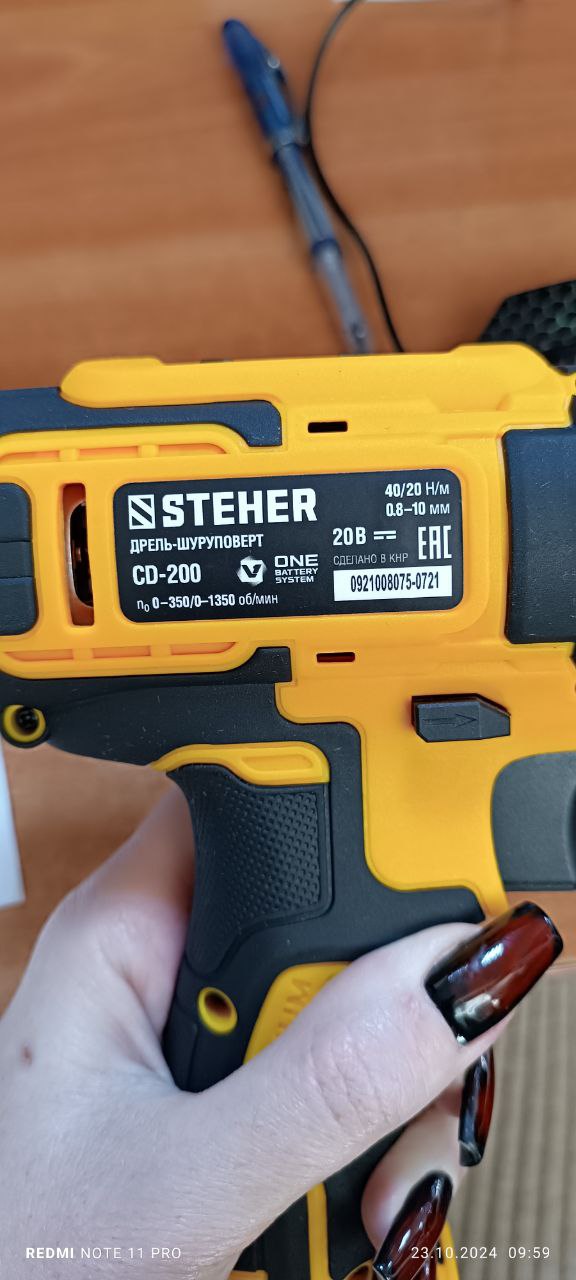 STEHER
40/20 Н/м
0.8–10 мм
ДРЕЛЬ-ШУРУПОВЕРТ
20В
EAC
CD-200
V ONE
BATTERY
SYSTEM
СДЕЛАНО В КНР
0921008075-0721
n₀ 0–350/0–1350 об/мин
REDMI NOTE 11 PRO
23.10.2024 09:59